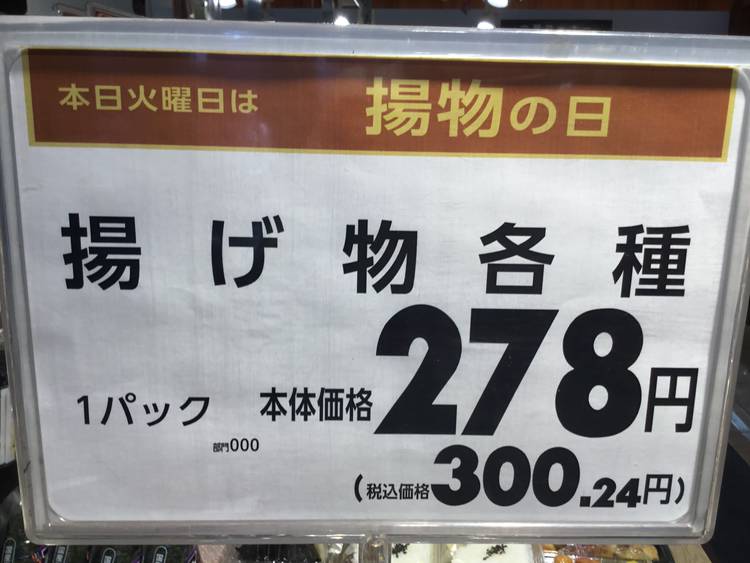 本日火曜日は 揚物の日
揚げ物各種
1パック 本体価格278円
部門000
(税込価格300.24円)